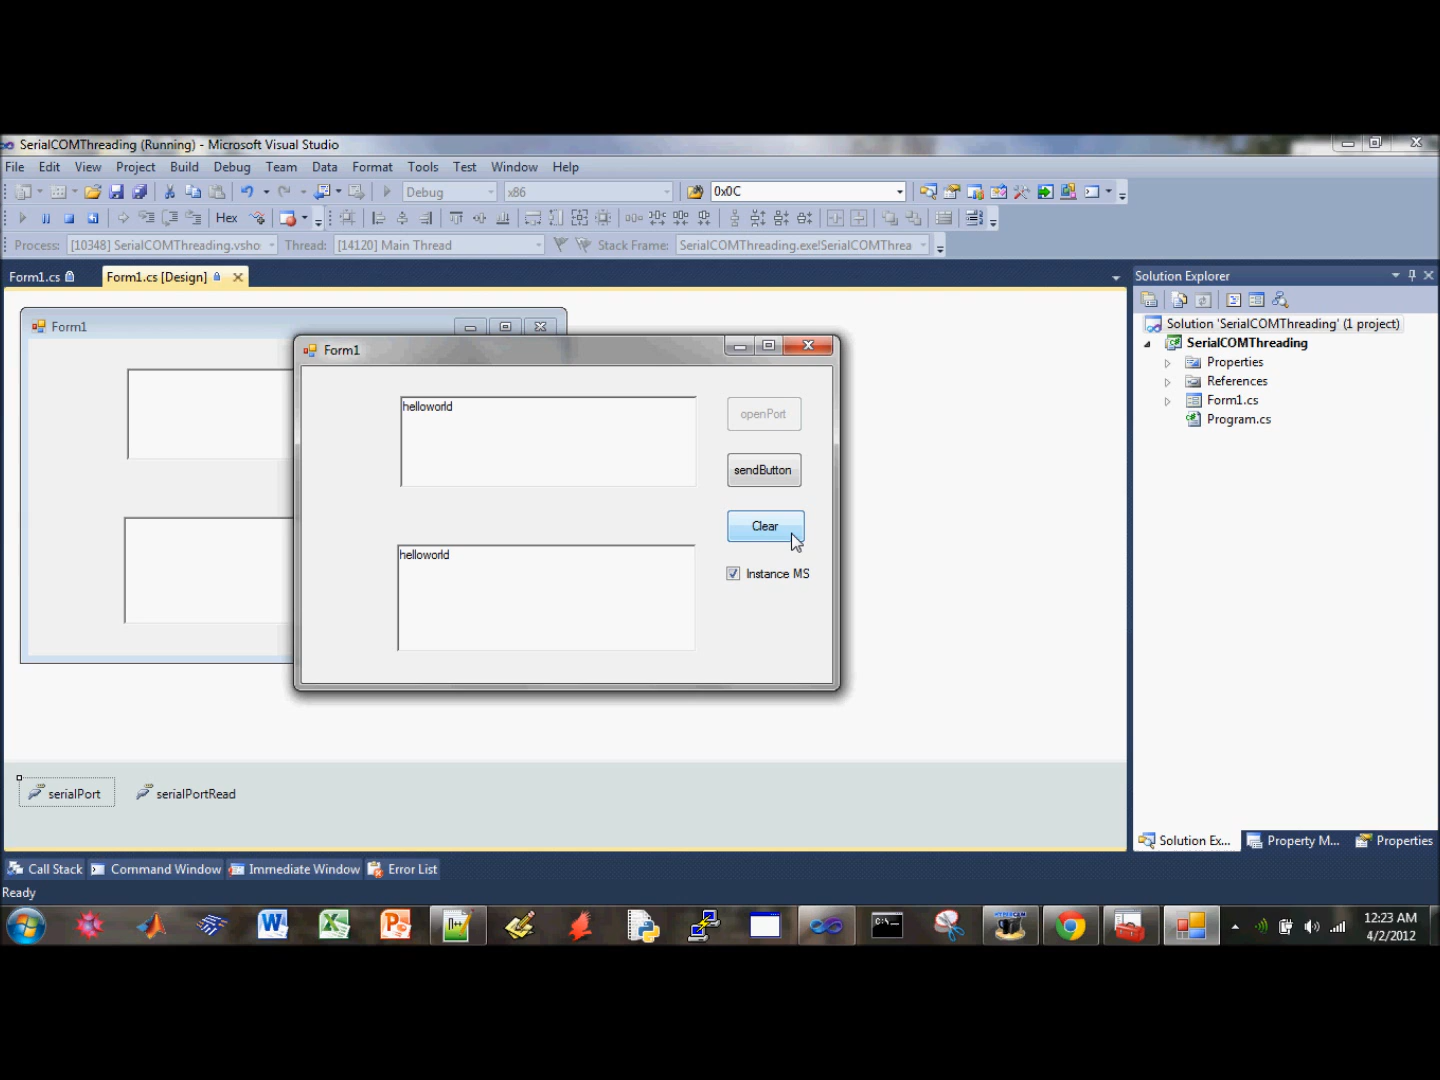 SerialCOMThreading (Running) - Microsoft Visual Studio
File Edit View Project Build Debug Team Data Format Tools Test Window Help
Debug x86 0x0C
Hex
Process: [10348] SerialCOMThreading.vsho Thread: [14120] Main Thread Stack Frame: SerialCOMThreading.exe!SerialCOMThrea
Form1.cs Form1.cs [Design]
Solution Explorer
Form1
Form1
helloworld
openPort
sendButton
Clear
helloworld
Instance MS
Solution 'SerialCOMThreading' (1 project)
SerialCOMThreading
Properties
References
Form1.cs
Program.cs
serialPort serialPortRead
Solution Ex... Property M... Properties
Call Stack Command Window Immediate Window Error List
Ready
12:23 AM
4/2/2012